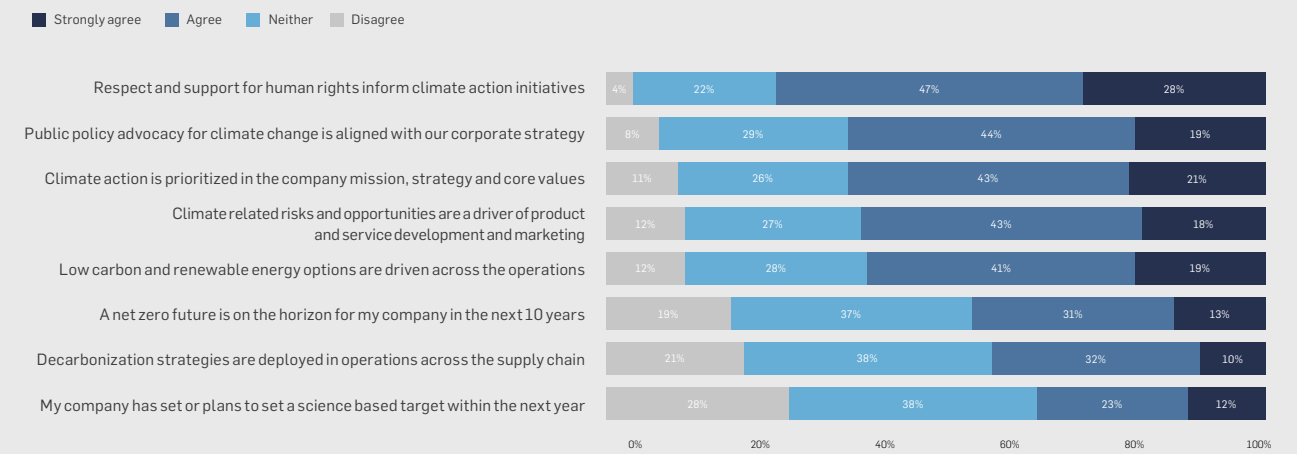 Strongly agree Agree Neither Disagree
Respect and support for human rights inform climate action initiatives 4% 22% 47% 28%
Public policy advocacy for climate change is aligned with our corporate strategy 8% 29% 44% 19%
Climate action is prioritized in the company mission, strategy and core values 11% 26% 43% 21%
Climate related risks and opportunities are a driver of product
and service development and marketing 12% 27% 43% 18%
Low carbon and renewable energy options are driven across the operations 12% 28% 41% 19%
A net zero future is on the horizon for my company in the next 10 years 19% 37% 31% 13%
Decarbonization strategies are deployed in operations across the supply chain 21% 38% 32% 10%
My company has set or plans to set a science based target within the next year 28% 38% 23% 12%
0% 20% 40% 60% 80% 100%